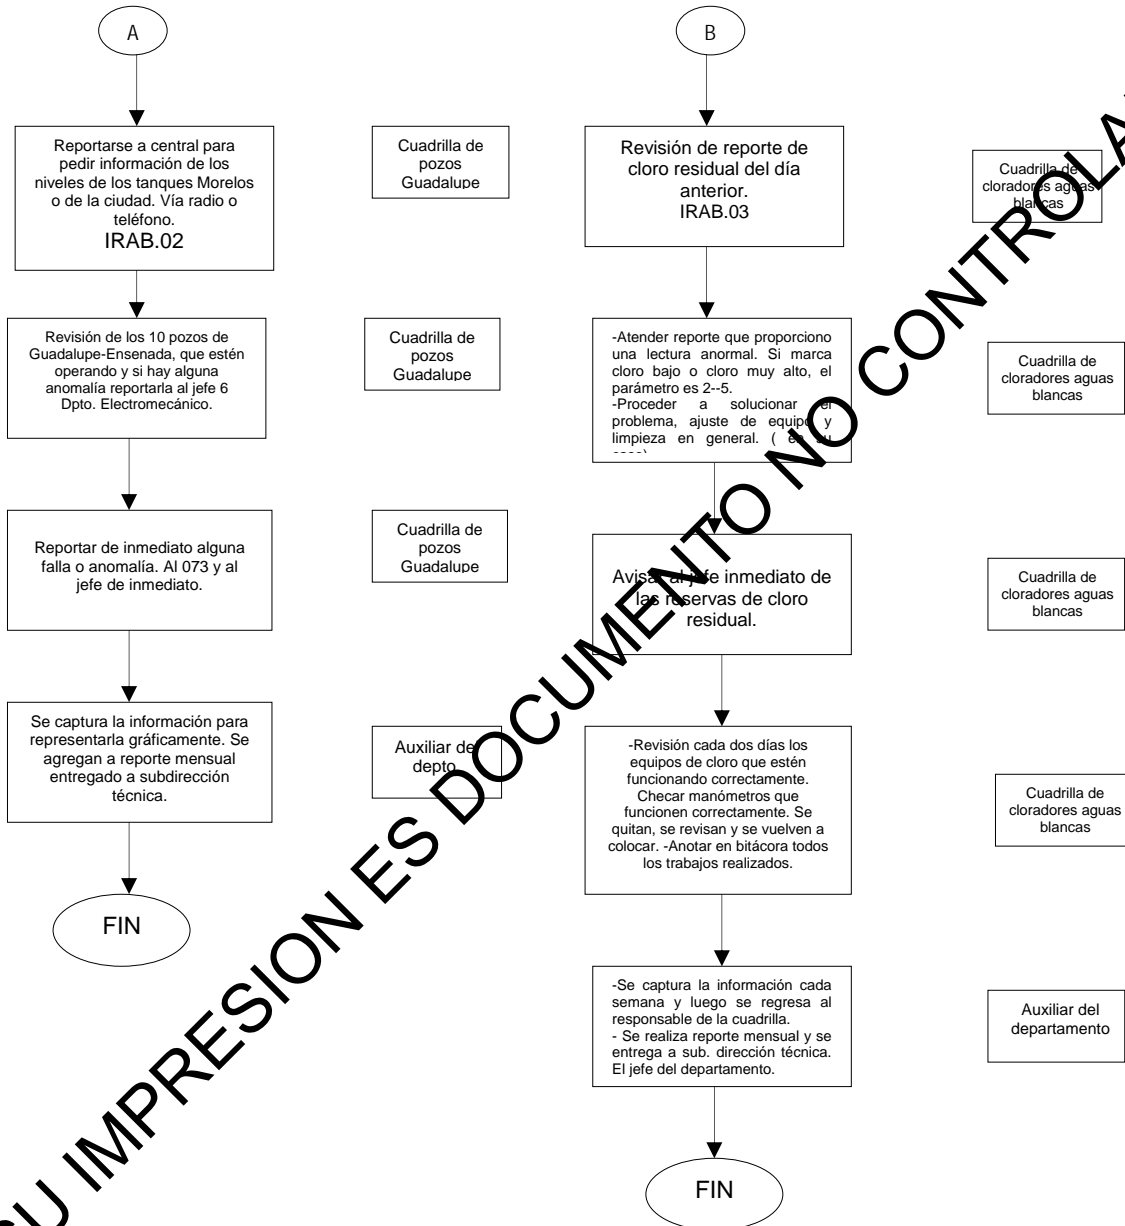 A
Reportarse a central para
pedir información de los
niveles de los tanques Morelos
o de la ciudad. Vía radio o
teléfono.
IRAB.02
Cuadrilla de
pozos
Guadalupe
Revisión de los 10 pozos de
Guadalupe-Ensenada, que estén
operando y si hay alguna
anomalía reportarla al jefe 6
Dpto. Electromecánico.
Cuadrilla de
pozos
Guadalupe
Reportar de inmediato alguna
falla o anomalía. Al 073 y al
jefe de inmediato.
Cuadrilla de
pozos
Guadalupe
Se captura la información para
representarla gráficamente. Se
agregan a reporte mensual
entregado a subdirección
técnica.
Auxiliar de
depto.
FIN
B
Revisión de reporte de
cloro residual del día
anterior.
IRAB.03
Cuadrilla de
cloradores aguas
blancas
-Atender reporte que proporciono
una lectura anormal. Si marca
cloro bajo o cloro muy alto, el
parámetro es 2--5.
-Proceder a solucionar el
problema, ajuste de equipo y
limpieza en general. ( en su
caso)
Cuadrilla de
cloradores aguas
blancas
Avisar al jefe inmediato de
las reservas de cloro
residual.
Cuadrilla de
cloradores aguas
blancas
-Revisión cada dos días los
equipos de cloro que estén
funcionando correctamente.
Checar manómetros que
funcionen correctamente. Se
quitan, se revisan y se vuelven a
colocar. -Anotar en bitácora todos
los trabajos realizados.
Cuadrilla de
cloradores aguas
blancas
-Se captura la información cada
semana y luego se regresa al
responsable de la cuadrilla.
- Se realiza reporte mensual y se
entrega a sub. dirección técnica.
El jefe del departamento.
Auxiliar del
departamento
FIN
SU IMPRESION ES DOCUMENTO NO CONTROLA